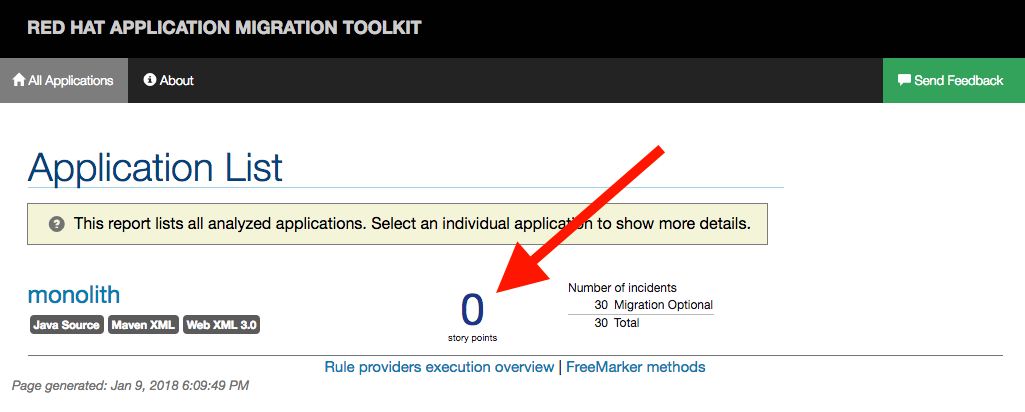 RED HAT APPLICATION MIGRATION TOOLKIT
All Applications About Send Feedback
Application List
This report lists all analyzed applications. Select an individual application to show more details.
monolith
Java Source Maven XML Web XML 3.0
0
story points
Number of incidents
30 Migration Optional
30 Total
Rule providers execution overview | FreeMarker methods
Page generated: Jan 9, 2018 6:09:49 PM